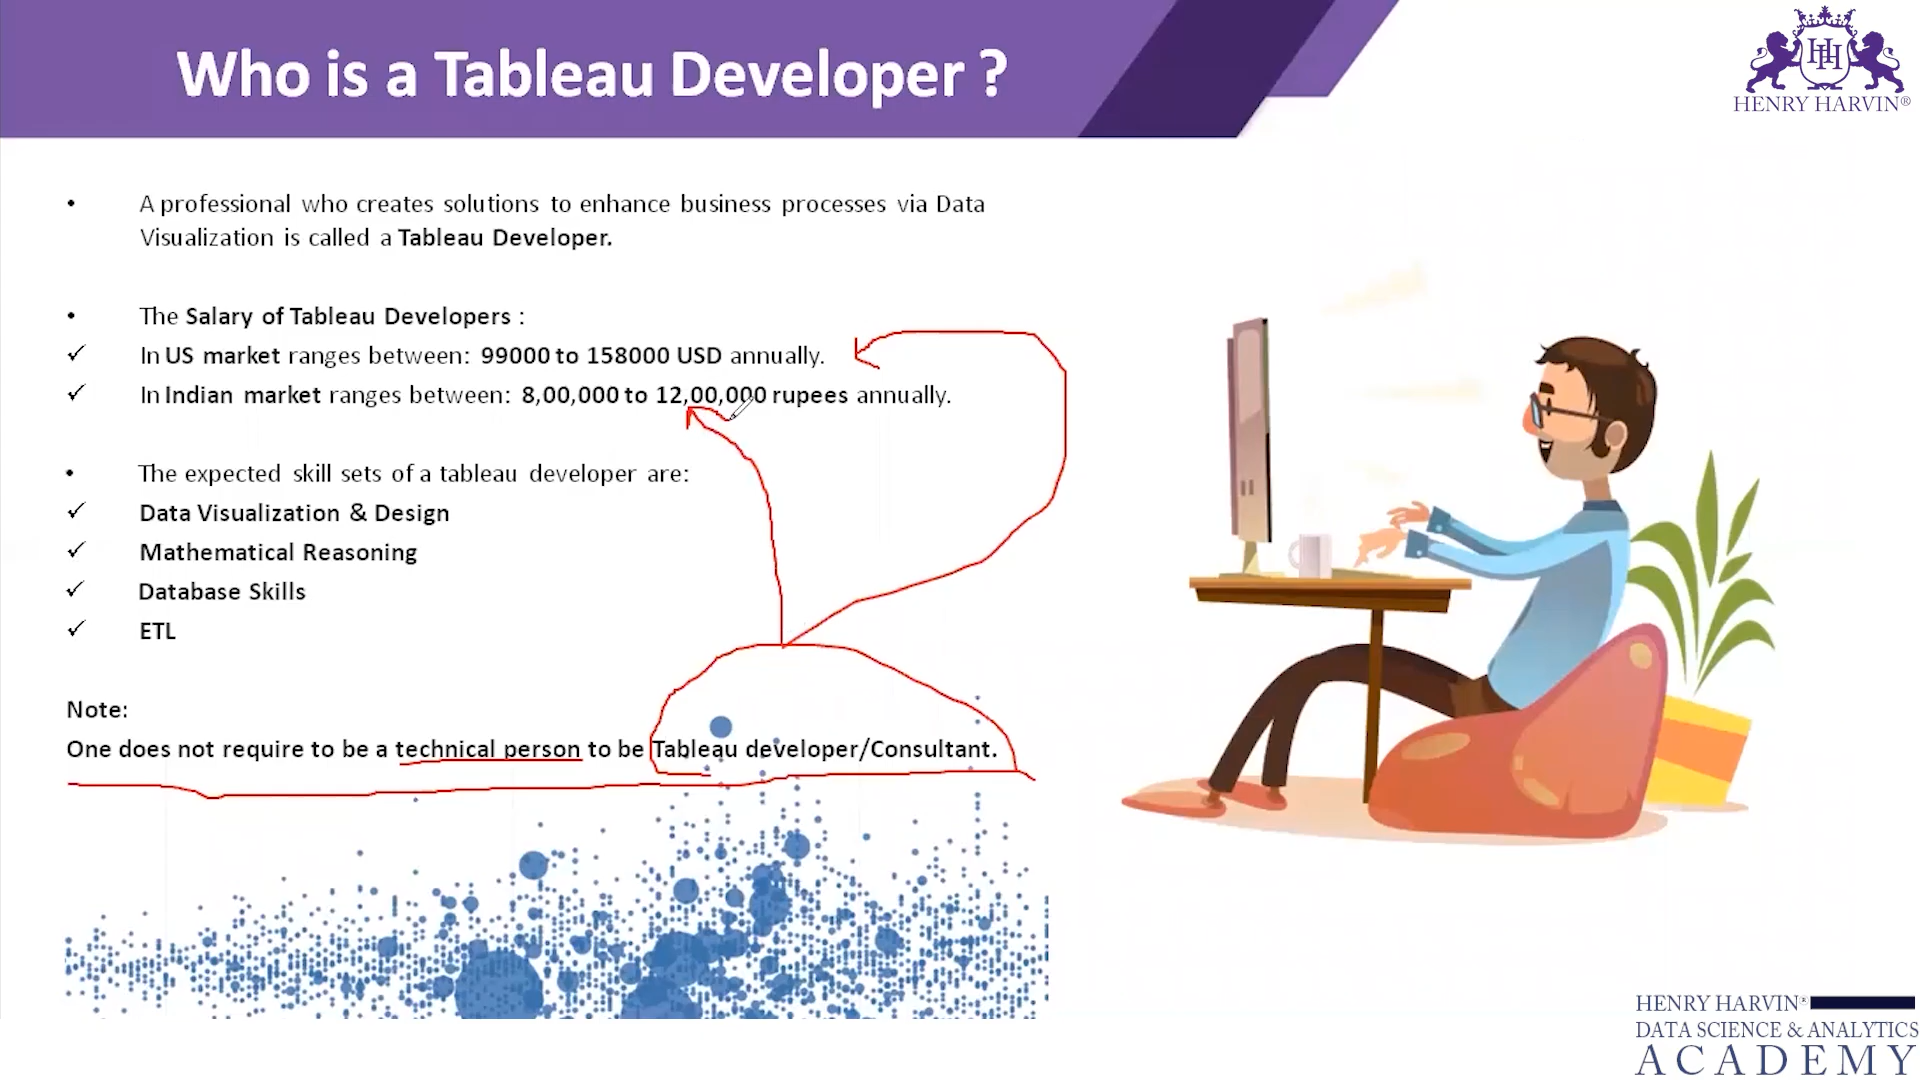 Who is a Tableau Developer ?
HENRY HARVIN®
• A professional who creates solutions to enhance business processes via Data
Visualization is called a Tableau Developer.
• The Salary of Tableau Developers :
✓ In US market ranges between: 99000 to 158000 USD annually.
✓ In Indian market ranges between: 8,00,000 to 12,00,000 rupees annually.
• The expected skill sets of a tableau developer are:
✓ Data Visualization & Design
✓ Mathematical Reasoning
✓ Database Skills
✓ ETL
Note:
One does not require to be a technical person to be Tableau developer/Consultant.
HENRY HARVIN®
DATA SCIENCE & ANALYTICS
ACADEMY